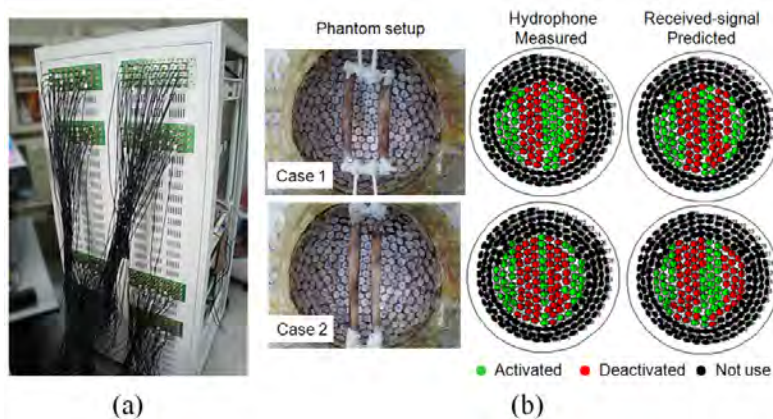 Phantom setup
Hydrophone
Measured
Received-signal
Predicted
Case 1
Case 2
Activated
Deactivated
Not use
(a)
(b)